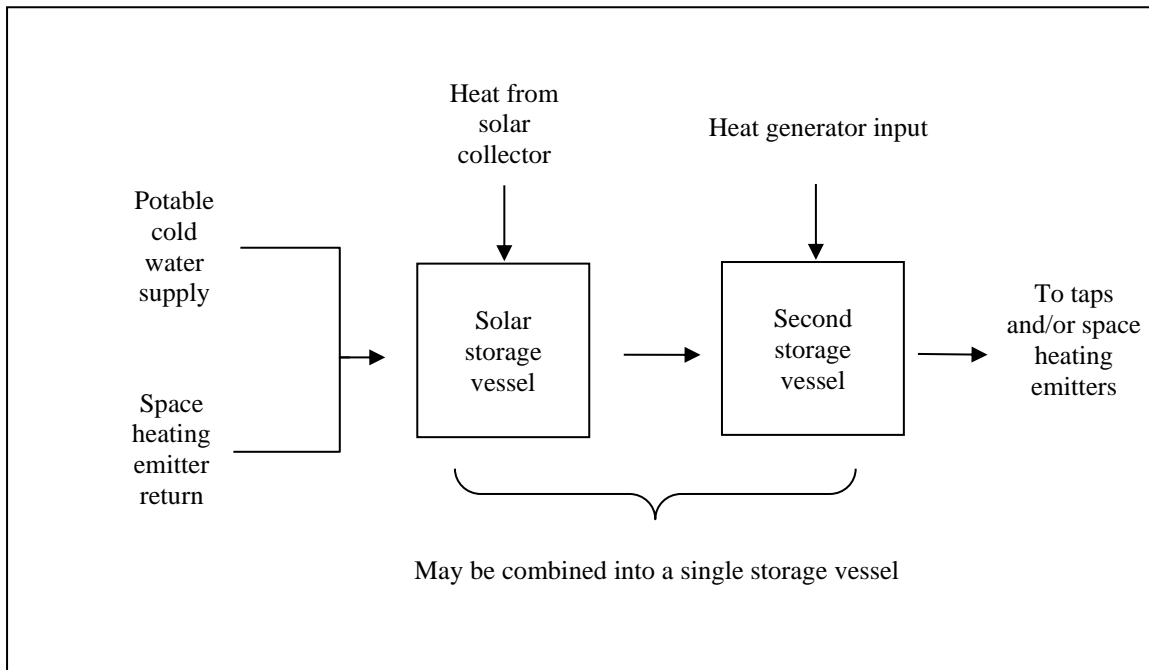 Heat from
solar
collector
Heat generator input
Potable
cold
water
supply
Solar
storage
vessel
Second
storage
vessel
To taps
and/or space
heating
emitters
Space
heating
emitter
return
May be combined into a single storage vessel